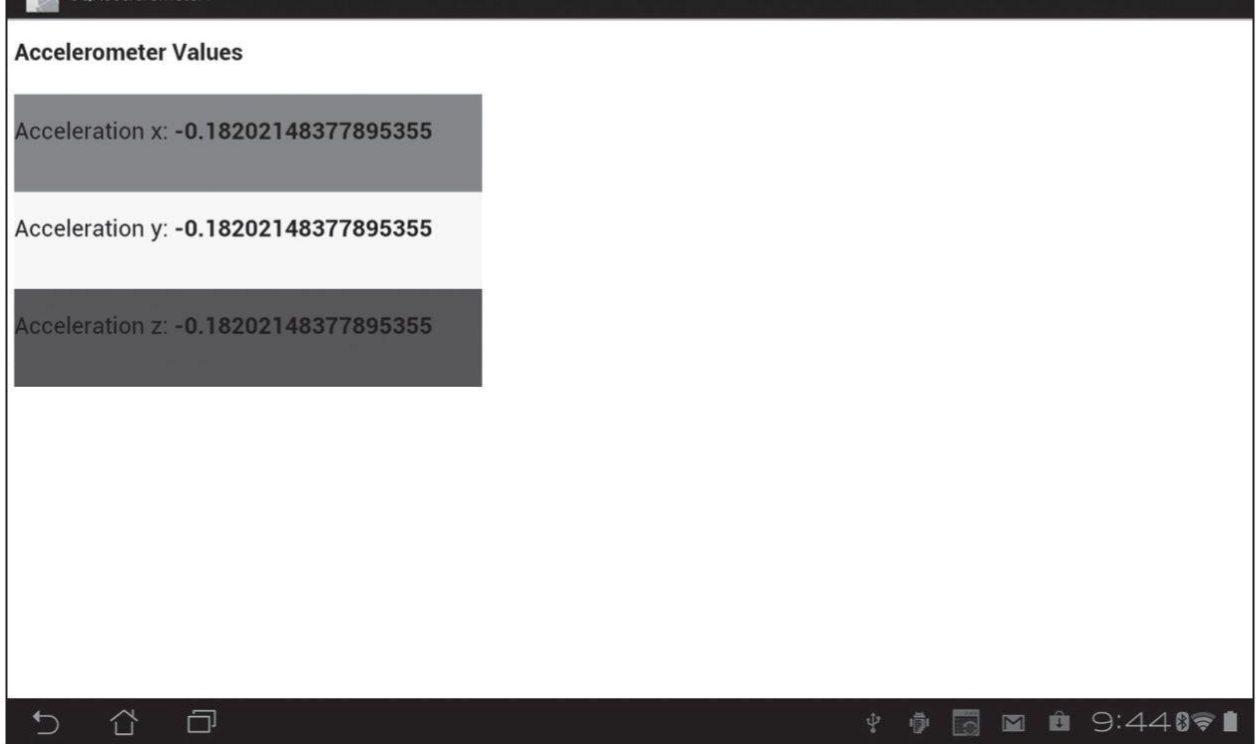 Accelerometer Values
Acceleration x: -0.18202148377895355
Acceleration y: -0.18202148377895355
Acceleration z: -0.18202148377895355
9:44